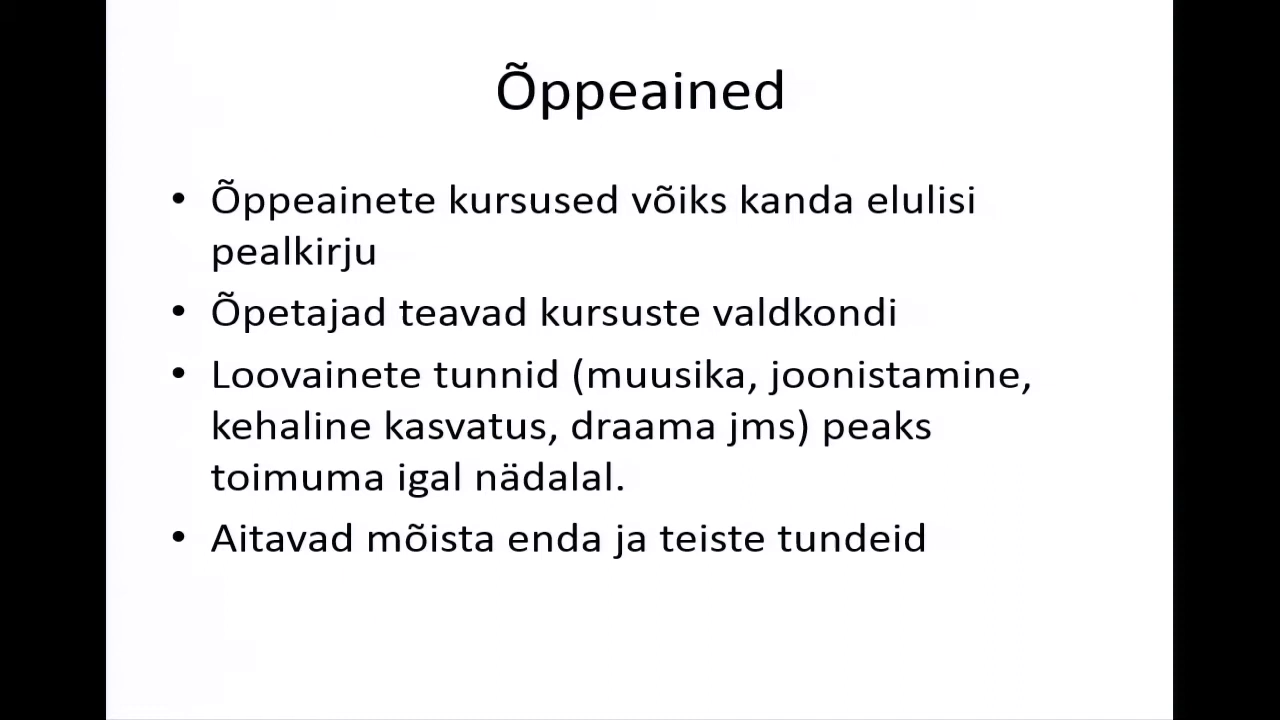 Õppeained
• Õppeainete kursused võiks kanda elulisi
pealkirju
• Õpetajad teavad kursuste valdkondi
• Loovainete tunnid (muusika, joonistamine,
kehaline kasvatus, draama jms) peaks
toimuma igal nädalal.
• Aitavad mõista enda ja teiste tundeid